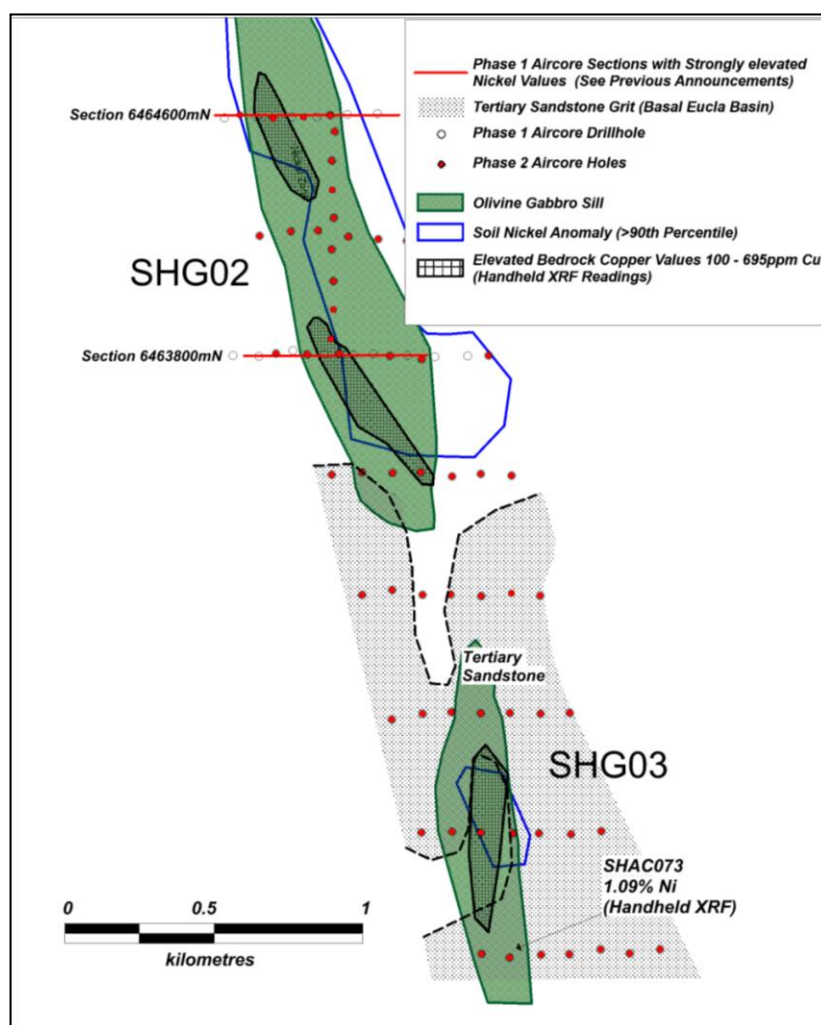 Phase 1 Aircore Sections with Strongly elevated
Nickel Values (See Previous Announcements)
Tertiary Sandstone Grit (Basal Eucla Basin)
Phase 1 Aircore Drillhole
Phase 2 Aircore Holes
Olivine Gabbro Sill
Soil Nickel Anomaly (>90th Percentile)
Elevated Bedrock Copper Values 100 - 695ppm Cu
(Handheld XRF Readings)
Section 6464600mN
SHG02
Section 6463800mN
Tertiary
Sandstone
SHG03
SHAC073
1.09% Ni
(Handheld XRF)
0 0.5 1
kilometres